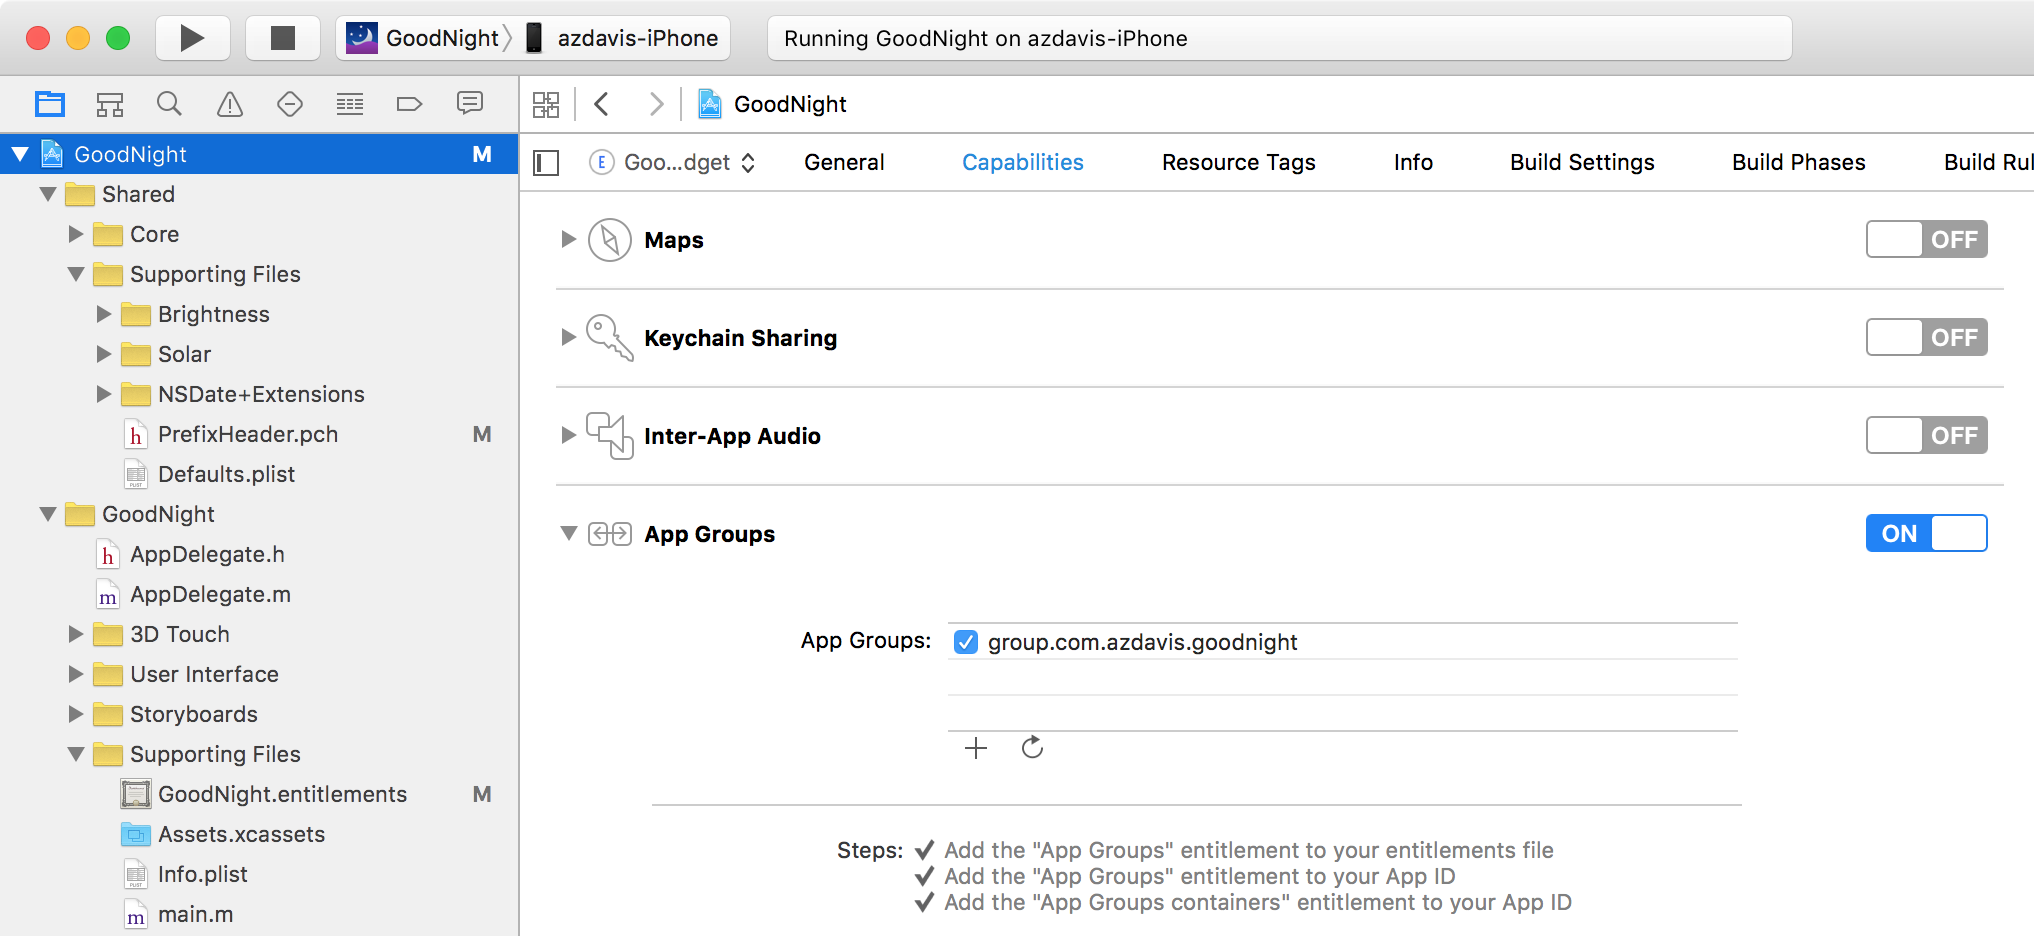 GoodNight azdavis-iPhone Running GoodNight on azdavis-iPhone
GoodNight
GoodNight M
E Goo...dget General Capabilities Resource Tags Info Build Settings Build Phases Build Rul
Shared
Core
Supporting Files
Brightness
Solar
NSDate+Extensions
h PrefixHeader.pch M
PLIST Defaults.plist
GoodNight
h AppDelegate.h
m AppDelegate.m
3D Touch
User Interface
Storyboards
Supporting Files
GoodNight.entitlements M
Assets.xcassets
PLIST Info.plist
m main.m
Maps OFF
Keychain Sharing OFF
Inter-App Audio OFF
App Groups ON
App Groups: group.com.azdavis.goodnight
Steps: ✓ Add the "App Groups" entitlement to your entitlements file
✓ Add the "App Groups" entitlement to your App ID
✓ Add the "App Groups containers" entitlement to your App ID